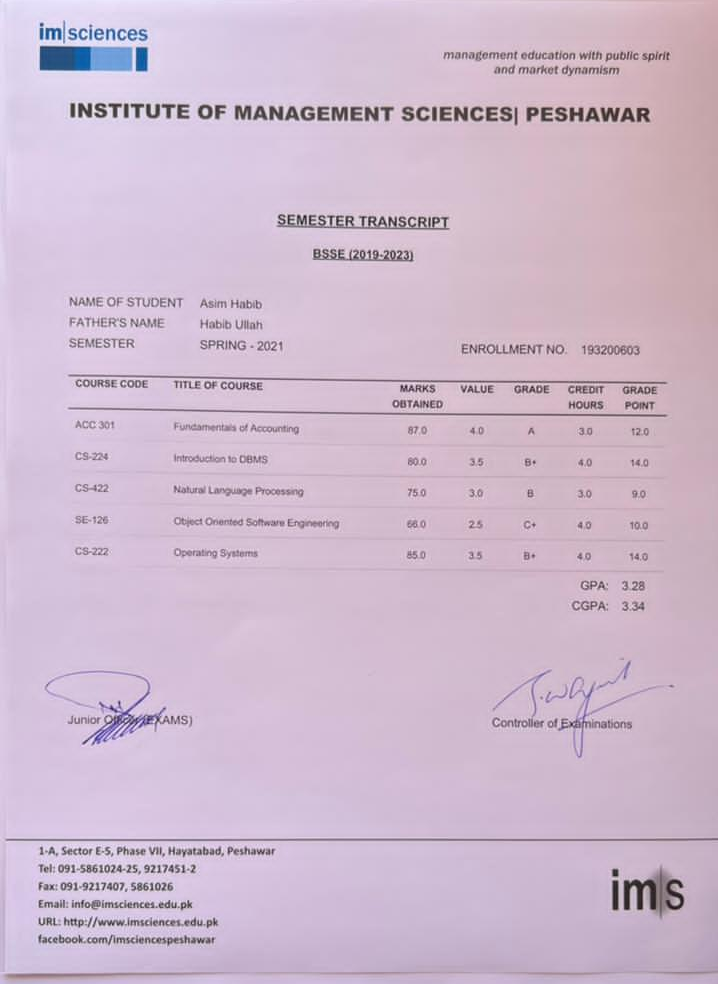 im|sciences
management education with public spirit
and market dynamism
INSTITUTE OF MANAGEMENT SCIENCES| PESHAWAR
SEMESTER TRANSCRIPT
BSSE (2019-2023)
NAME OF STUDENT Asim Habib
FATHER'S NAME Habib Ullah
SEMESTER SPRING - 2021
ENROLLMENT NO. 193200603
COURSE CODE TITLE OF COURSE MARKS OBTAINED VALUE GRADE CREDIT HOURS GRADE POINT
ACC 301 Fundamentals of Accounting 87.0 4.0 A 3.0 12.0
CS-224 Introduction to DBMS 80.0 3.5 B+ 4.0 14.0
CS-422 Natural Language Processing 75.0 3.0 B 3.0 9.0
SE-126 Object Oriented Software Engineering 66.0 2.5 C+ 4.0 10.0
CS-222 Operating Systems 85.0 3.5 B+ 4.0 14.0
GPA: 3.28
CGPA: 3.34
Junior Officer (EXAMS)
Controller of Examinations
1-A, Sector E-5, Phase VII, Hayatabad, Peshawar
Tel: 091-5861024-25, 9217451-2
Fax: 091-9217407, 5861026
Email: info@imsciences.edu.pk
URL: http://www.imsciences.edu.pk
facebook.com/imsciencespeshawar
im|s